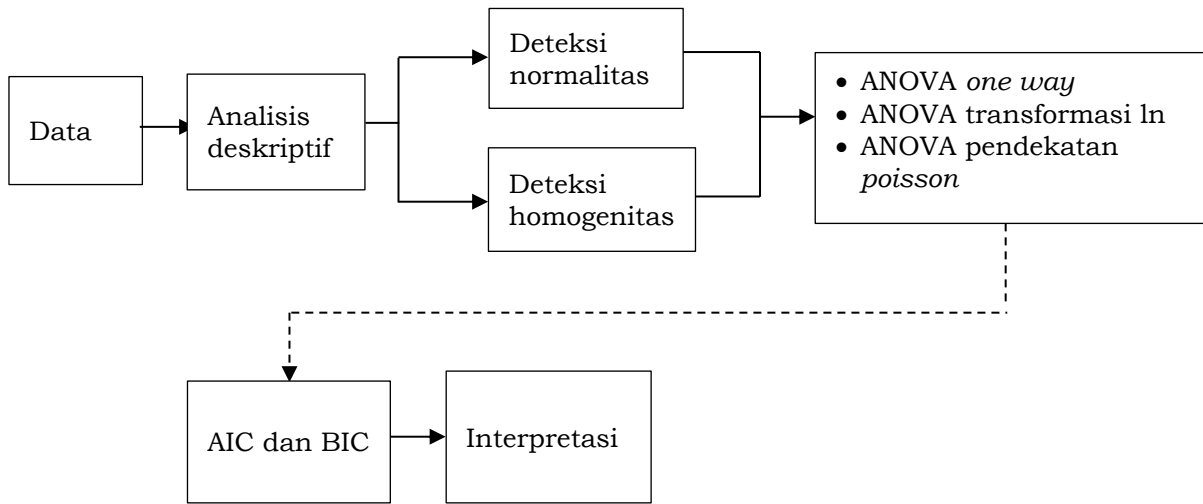 Data
Analisis
deskriptif
Deteksi
normalitas
Deteksi
homogenitas
• ANOVA one way
• ANOVA transformasi ln
• ANOVA pendekatan
poisson
AIC dan BIC
Interpretasi